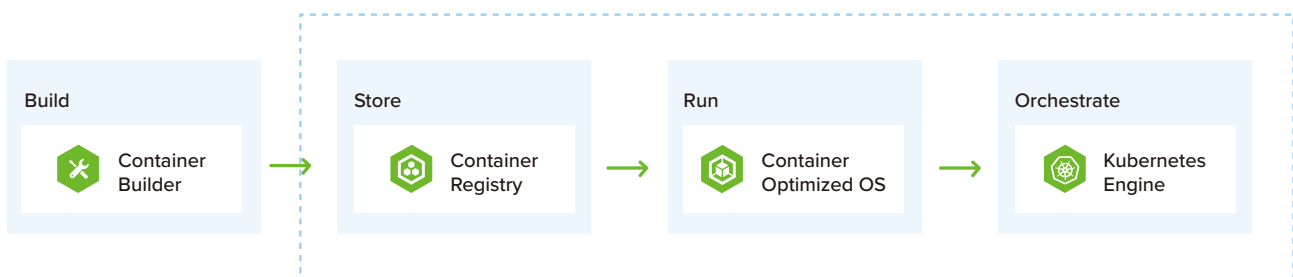 Build
Container
Builder
Store
Container
Registry
Run
Container
Optimized OS
Orchestrate
Kubernetes
Engine